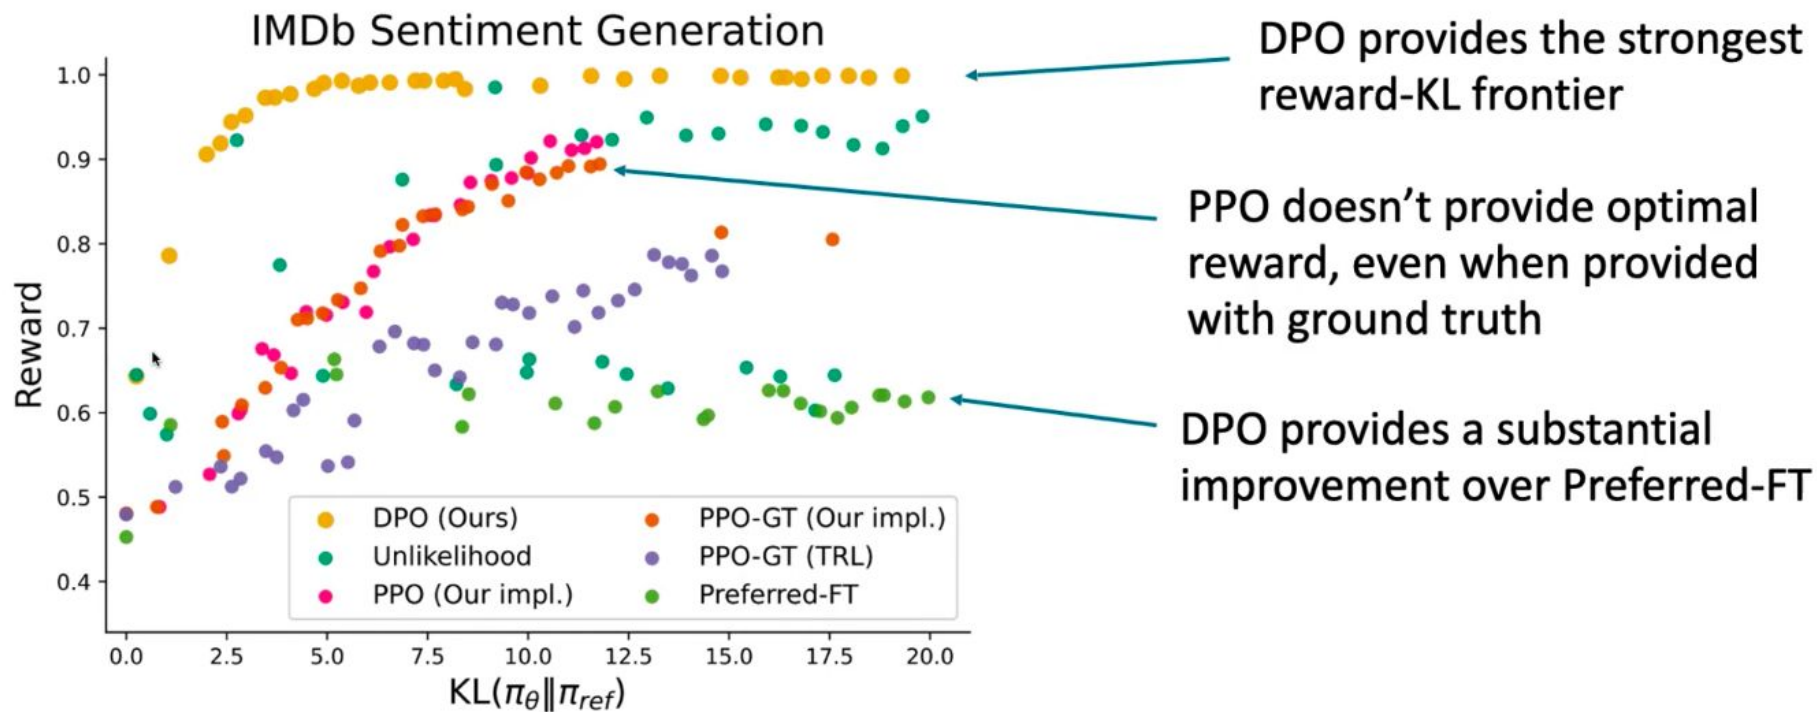 IMDb Sentiment Generation
DPO provides the strongest
reward-KL frontier
PPO doesn’t provide optimal
reward, even when provided
with ground truth
DPO provides a substantial
improvement over Preferred-FT
Reward
1.0
0.9
0.8
0.7
0.6
0.5
0.4
DPO (Ours)
Unlikelihood
PPO (Our impl.)
PPO-GT (Our impl.)
PPO-GT (TRL)
Preferred-FT
0.0 2.5 5.0 7.5 10.0 12.5 15.0 17.5 20.0
KL(πθ‖πref)